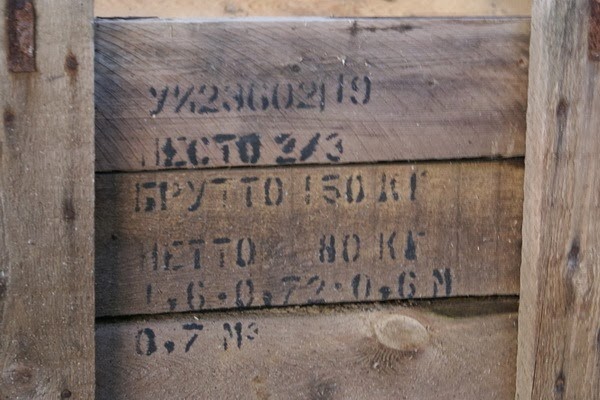 МЕСТО 2/3
БРУТТО 150 КГ
НЕТТО 80 КГ
1,6·0,72·0,6 М
0,7 М³